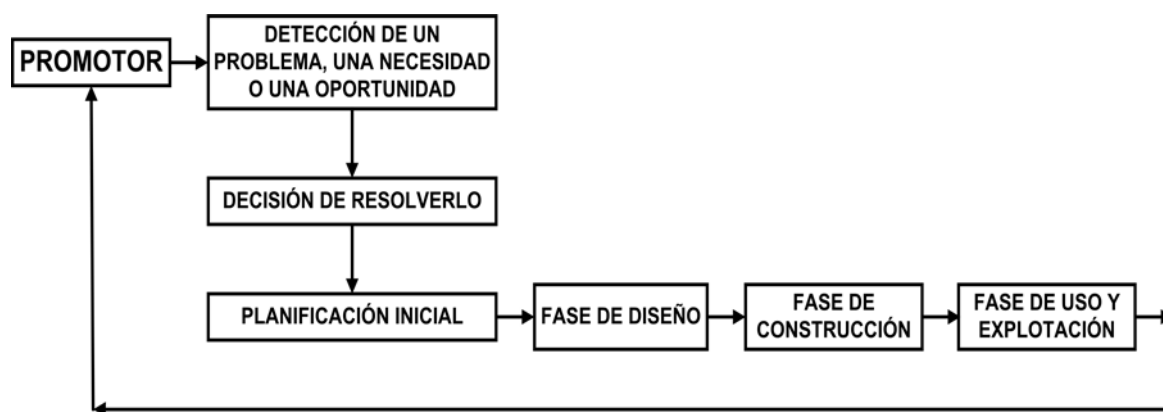 PROMOTOR
DETECCIÓN DE UN
PROBLEMA, UNA NECESIDAD
O UNA OPORTUNIDAD
DECISIÓN DE RESOLVERLO
PLANIFICACIÓN INICIAL
FASE DE DISEÑO
FASE DE
CONSTRUCCIÓN
FASE DE USO Y
EXPLOTACIÓN